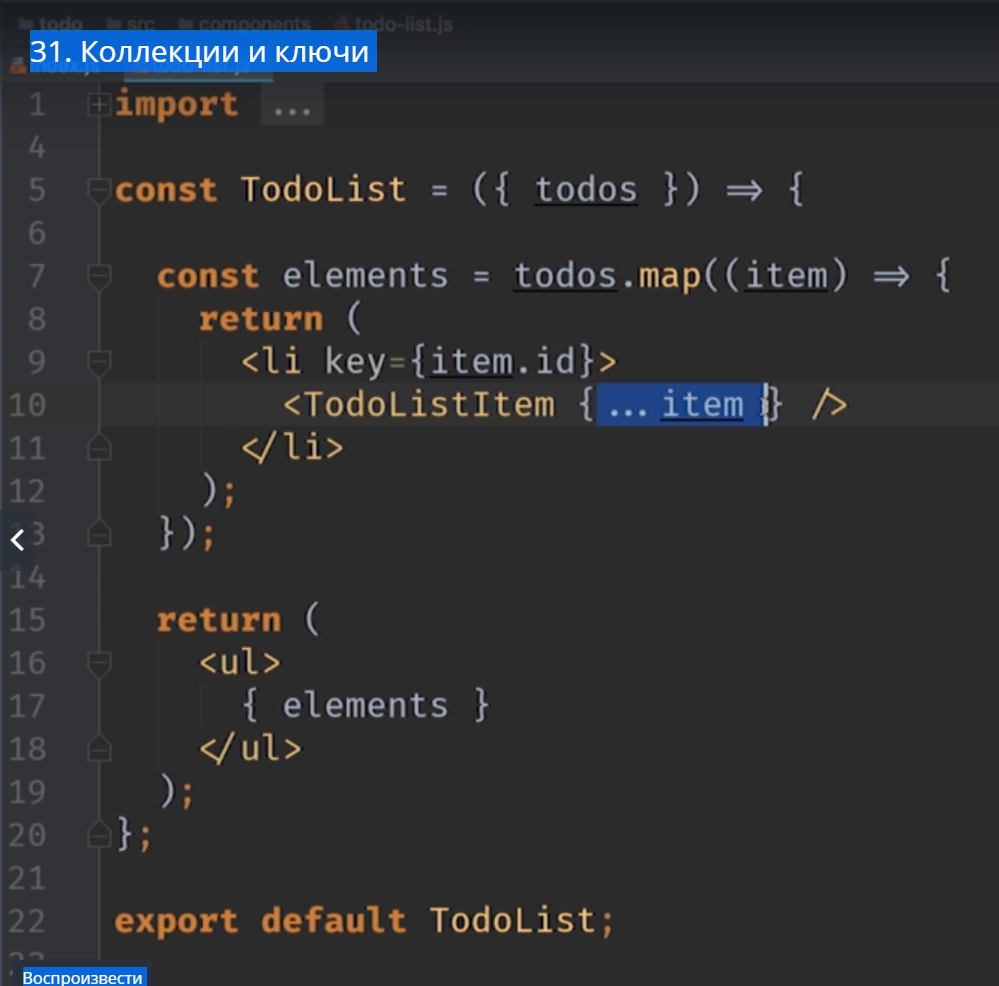 todo src components todo-list.js
31. Коллекции и ключи
1 import ...
4
5 const TodoList = ({ todos }) => {
6
7 const elements = todos.map((item) => {
8 return (
9 <li key={item.id}>
10 <TodoListItem { ...item } />
11 </li>
12 );
13 });
14
15 return (
16 <ul>
17 { elements }
18 </ul>
19 );
20 };
21
22 export default TodoList;
Воспроизвести